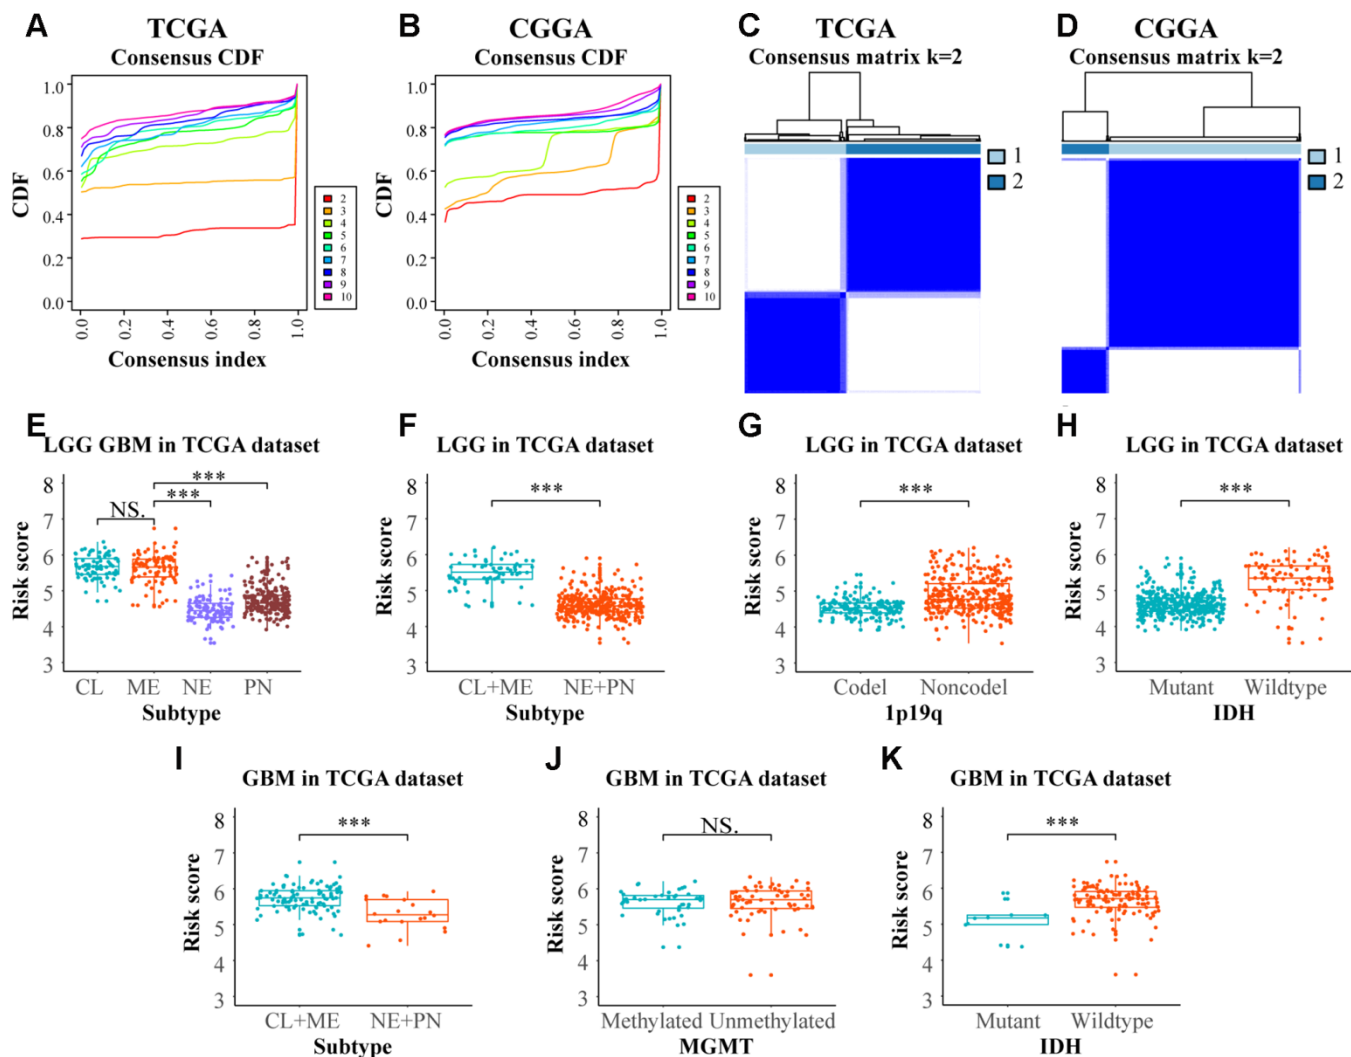 A TCGA
Consensus CDF
CDF
1.0
0.8
0.6
0.4
0.2
0.0
0.0 0.2 0.4 0.6 0.8 1.0
Consensus index
2
3
4
5
6
7
8
9
10
B CGGA
Consensus CDF
CDF
1.0
0.8
0.6
0.4
0.2
0.0
0.0 0.2 0.4 0.6 0.8 1.0
Consensus index
2
3
4
5
6
7
8
9
10
C TCGA
Consensus matrix k=2
1
2
D CGGA
Consensus matrix k=2
1
2
E LGG GBM in TCGA dataset
Risk score
8
7
6
5
4
3
NS.
***
***
CL ME NE PN
Subtype
F LGG in TCGA dataset
Risk score
8
7
6
5
4
3
***
CL+ME NE+PN
Subtype
G LGG in TCGA dataset
Risk score
8
7
6
5
4
3
***
Codel Noncodel
1p19q
H LGG in TCGA dataset
Risk score
8
7
6
5
4
3
***
Mutant Wildtype
IDH
I GBM in TCGA dataset
Risk score
8
7
6
5
4
3
***
CL+ME NE+PN
Subtype
J GBM in TCGA dataset
Risk score
8
7
6
5
4
3
NS.
Methylated Unmethylated
MGMT
K GBM in TCGA dataset
Risk score
8
7
6
5
4
3
***
Mutant Wildtype
IDH